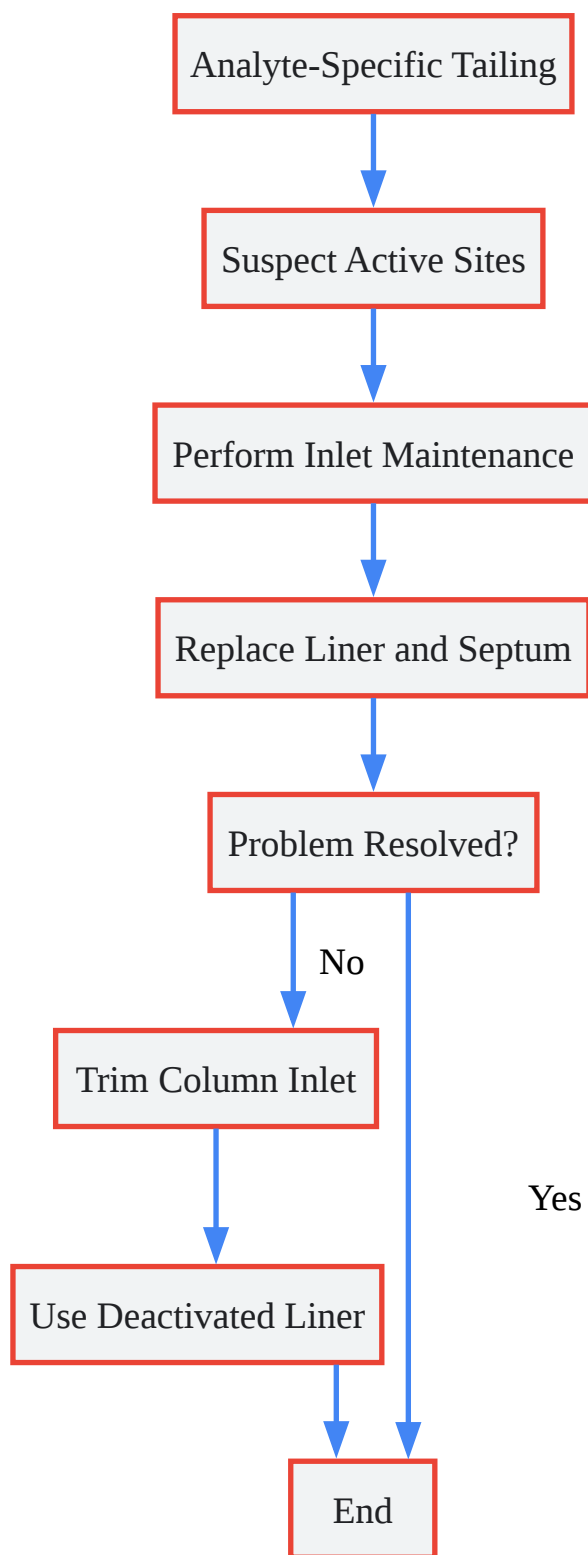 Analyte-Specific Tailing
Suspect Active Sites
Perform Inlet Maintenance
Replace Liner and Septum
Problem Resolved?
No
Trim Column Inlet
Yes
Use Deactivated Liner
End